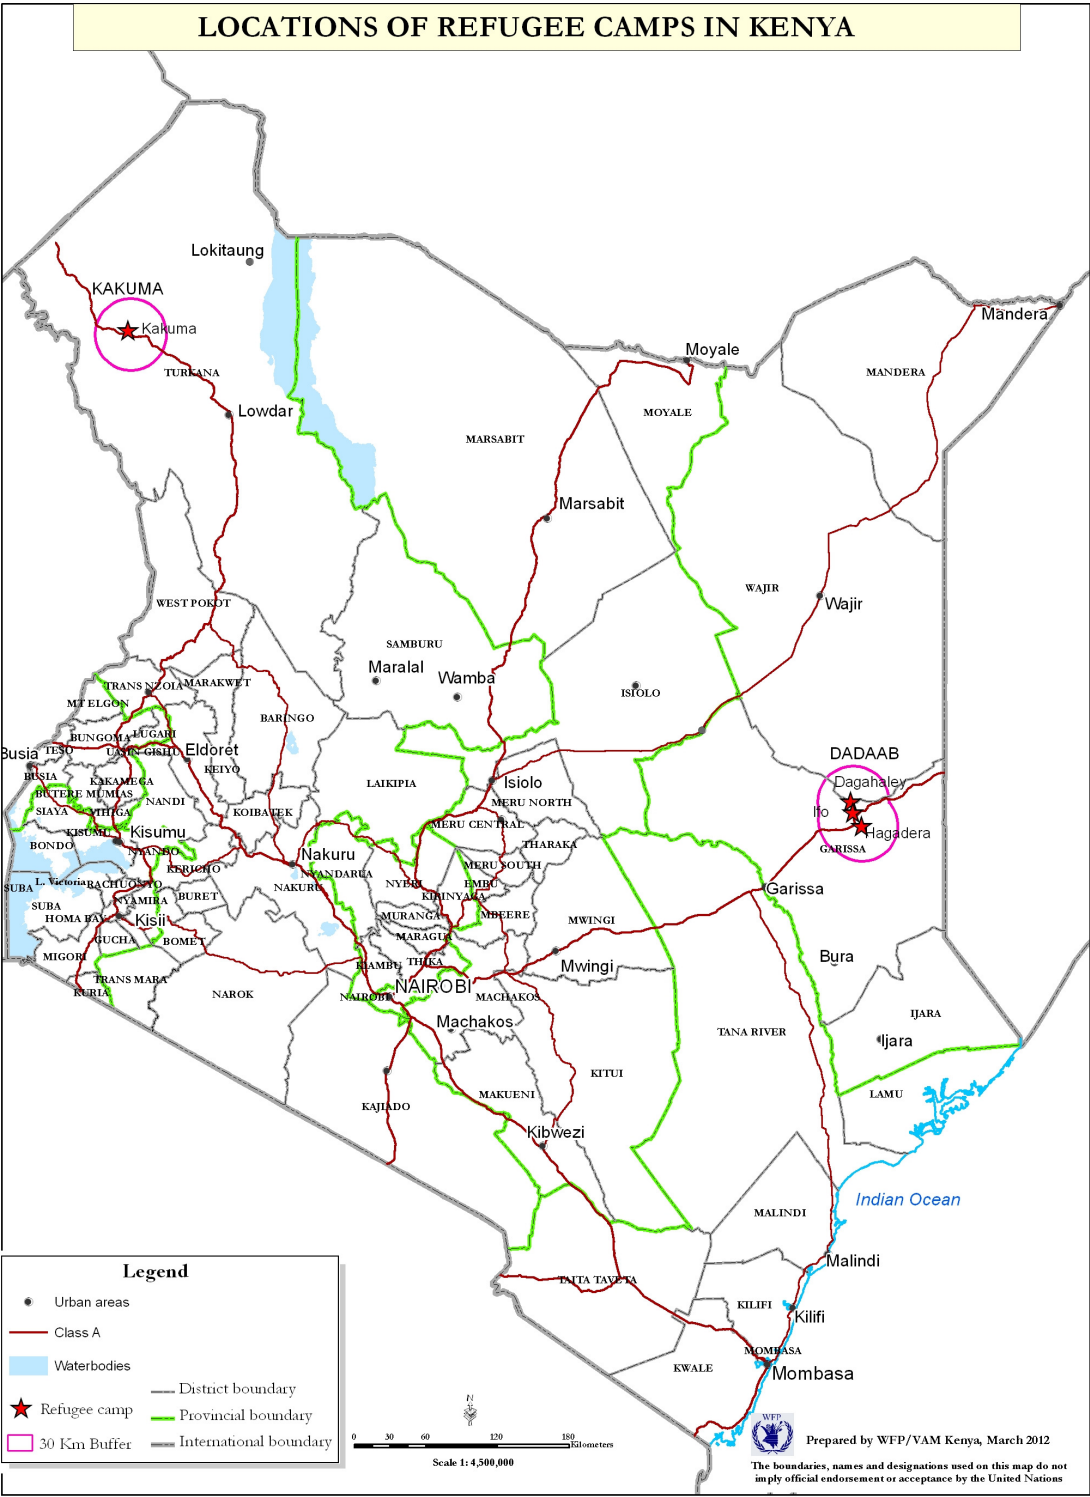 LOCATIONS OF REFUGEE CAMPS IN KENYA
Lokitaung
KAKUMA
Kakuma
Mandera
Moyale
TURKANA
MANDERA
Lowdar
MOYALE
MARSABIT
Marsabit
WAJIR
WEST POKOT
Wajir
SAMBURU
Maralal
Wamba
ISIOLO
TRANS NZOIA
MARAKWET
MT ELGON
BARINGO
BUNGOMA
LUGARI
Busia
TESO
UASIN GISHU
Eldoret
DADAAB
KEIYO
BUSIA
KAKAMEGA
LAIKIPIA
Isiolo
Dagahaley
BUTERE MUMIAS
NANDI
MERU NORTH
SIAYA
VIHIGA
KOIBATEK
Ifo
MERU CENTRAL
KISUMU
Kisumu
Hagadera
BONDO
NYANDO
THARAKA
GARISSA
Nakuru
MERU SOUTH
KERICHO
NYANDARUA
SUBA
L. Victoria
RACHUONYO
NAKURU
NYERI
EMBU
Garissa
NYAMIRA
BURET
KIRINYAGA
SUBA
HOMA BAY
Kisii
MURANGA
MBEERE
MWINGI
GUCHA
BOMET
MARAGUA
MIGORI
KIAMBU
THIKA
Mwingi
Bura
TRANS MARA
NAIROBI
KURIA
NAROK
NAIROBI
MACHAKOS
IJARA
Machakos
TANA RIVER
Ijara
KITUI
MAKUENI
LAMU
KAJIADO
Kibwezi
Indian Ocean
MALINDI
Malindi
TAITA TAVETA
KILIFI
Kilifi
MOMBASA
KWALE
Mombasa
Legend
Urban areas
Class A
Waterbodies
Refugee camp
30 Km Buffer
District boundary
Provincial boundary
International boundary
N
0 30 60 120 180
Kilometers
Scale 1: 4,500,000
WFP
Prepared by WFP/VAM Kenya, March 2012
The boundaries, names and designations used on this map do not
imply official endorsement or acceptance by the United Nations